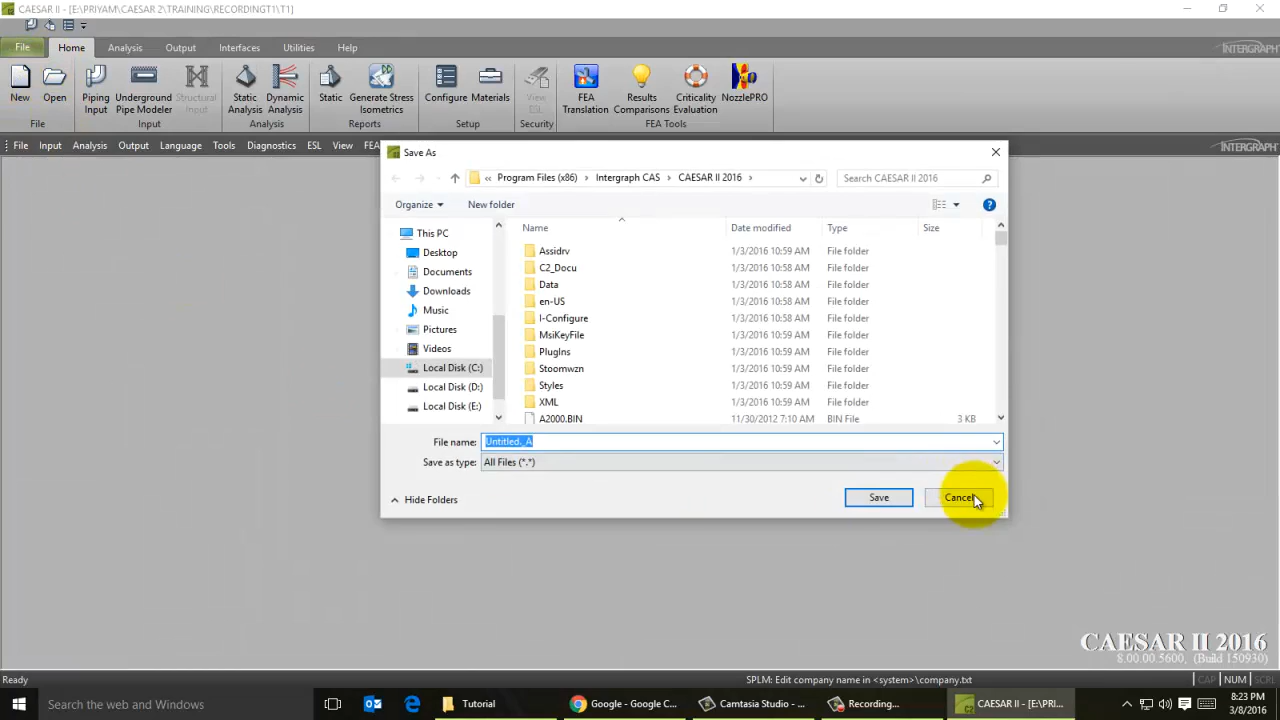 CAESAR II - [E:\PRIYAM\CAESAR 2\TRAINING\RECORDINGT1\T1]
File Home Analysis Output Interfaces Utilities Help
INTERGRAPH
New Open Piping Input Underground Pipe Modeler Structural Input Static Analysis Dynamic Analysis Static Generate Stress Isometrics Configure Materials View ESL FEA Translation Results Comparisons Criticality Evaluation NozzlePRO
File Input Analysis Reports Setup Security FEA Tools
File Input Analysis Output Language Tools Diagnostics ESL View FEA
INTERGRAPH
Save As
« Program Files (x86) > Intergraph CAS > CAESAR II 2016 >
Search CAESAR II 2016
Organize New folder
Name Date modified Type Size
This PC
Desktop
Documents
Downloads
Music
Pictures
Videos
Local Disk (C:)
Local Disk (D:)
Local Disk (E:)
Assidrv 1/3/2016 10:59 AM File folder
C2_Docu 1/3/2016 10:58 AM File folder
Data 1/3/2016 10:59 AM File folder
en-US 1/3/2016 10:58 AM File folder
I-Configure 1/3/2016 10:58 AM File folder
MsiKeyFile 1/3/2016 10:59 AM File folder
PlugIns 1/3/2016 10:59 AM File folder
Stoomwzn 1/3/2016 10:59 AM File folder
Styles 1/3/2016 10:59 AM File folder
XML 1/3/2016 10:59 AM File folder
A2000.BIN 11/30/2012 7:10 AM BIN File 3 KB
File name: Untitled._A
Save as type: All Files (*.*)
Hide Folders
Save Cancel
CAESAR II 2016
8.00.00.5600, (Build 150930)
Ready
SPLM: Edit company name in <system>\company.txt
CAP NUM SCRL
Search the web and Windows
Tutorial
Google - Google C...
Camtasia Studio - ...
Recording...
CAESAR II - [E:\PRI...
8:23 PM
3/8/2016